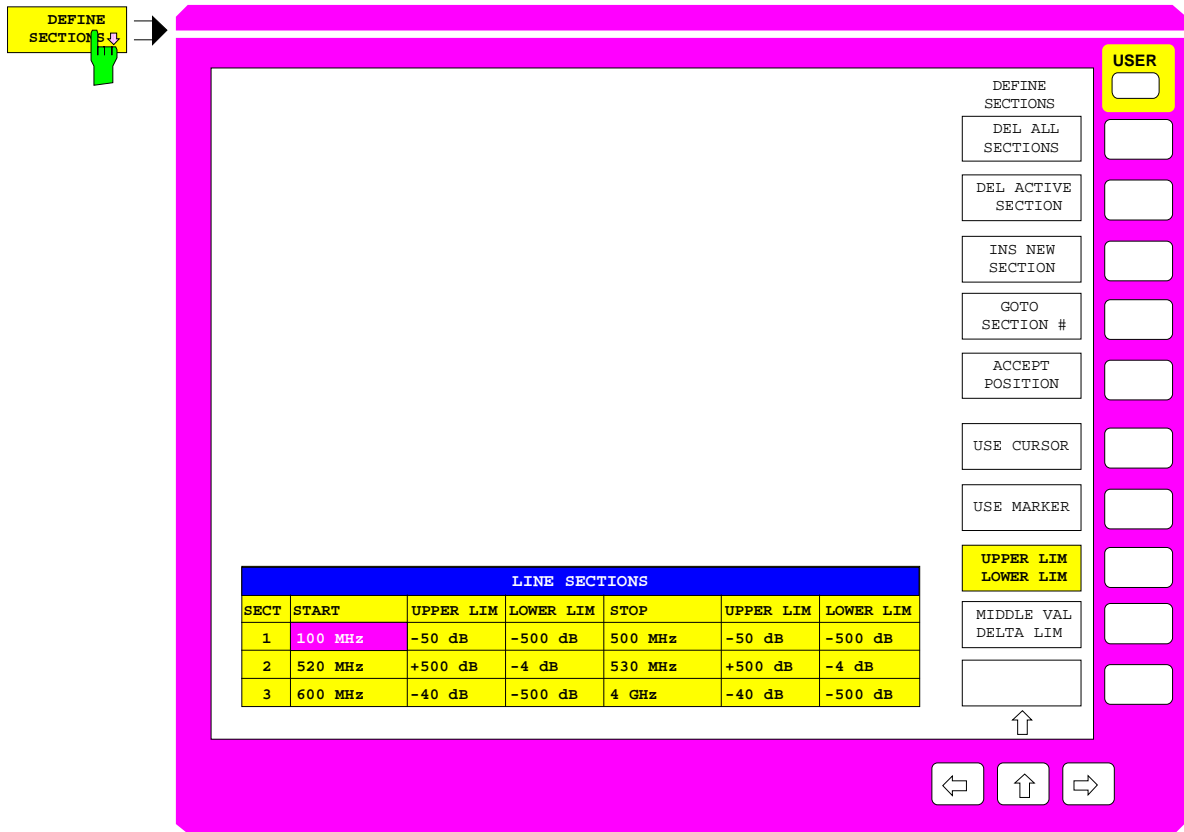 DEFINE
SECTIONS
USER
DEFINE
SECTIONS
DEL ALL
SECTIONS
DEL ACTIVE
SECTION
INS NEW
SECTION
GOTO
SECTION #
ACCEPT
POSITION
USE CURSOR
USE MARKER
UPPER LIM
LOWER LIM
MIDDLE VAL
DELTA LIM
LINE SECTIONS
SECT START UPPER LIM LOWER LIM STOP UPPER LIM LOWER LIM
1 100 MHz -50 dB -500 dB 500 MHz -50 dB -500 dB
2 520 MHz +500 dB -4 dB 530 MHz +500 dB -4 dB
3 600 MHz -40 dB -500 dB 4 GHz -40 dB -500 dB